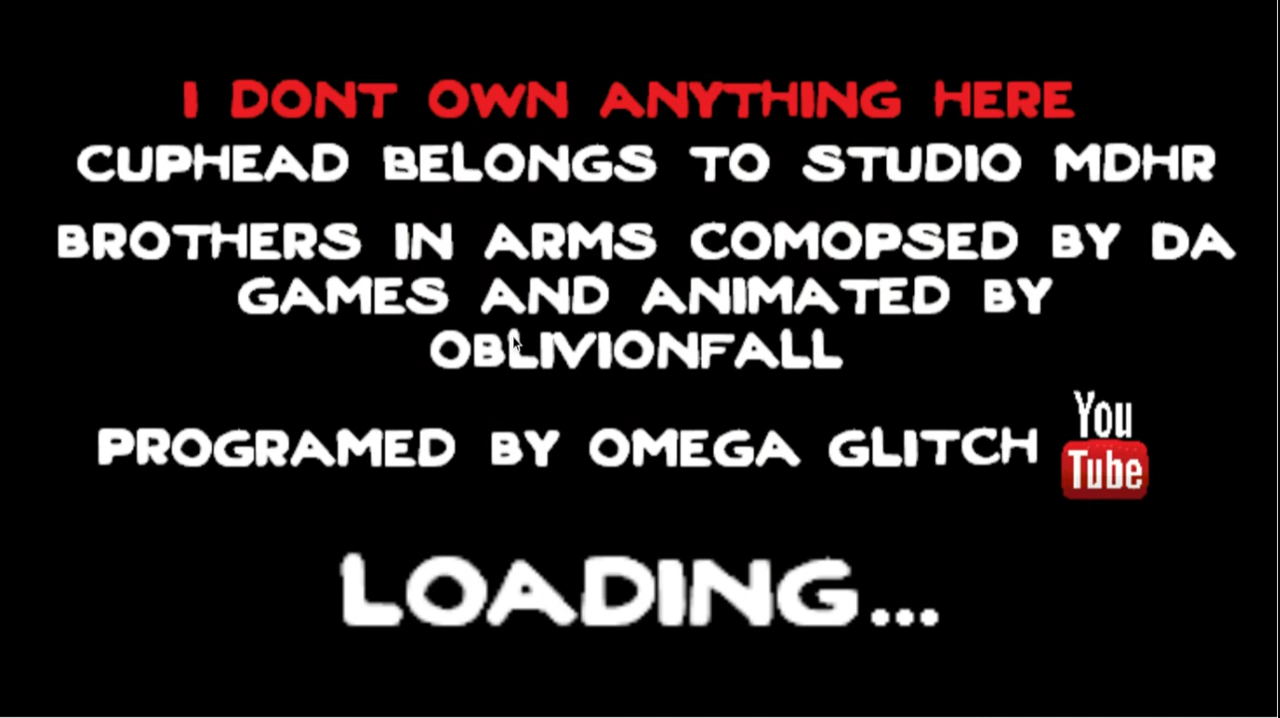 I DONT OWN ANYTHING HERE
CUPHEAD BELONGS TO STUDIO MDHR
BROTHERS IN ARMS COMOPSED BY DA
GAMES AND ANIMATED BY
OBLIVIONFALL
PROGRAMED BY OMEGA GLITCH
You
Tube
LOADING...